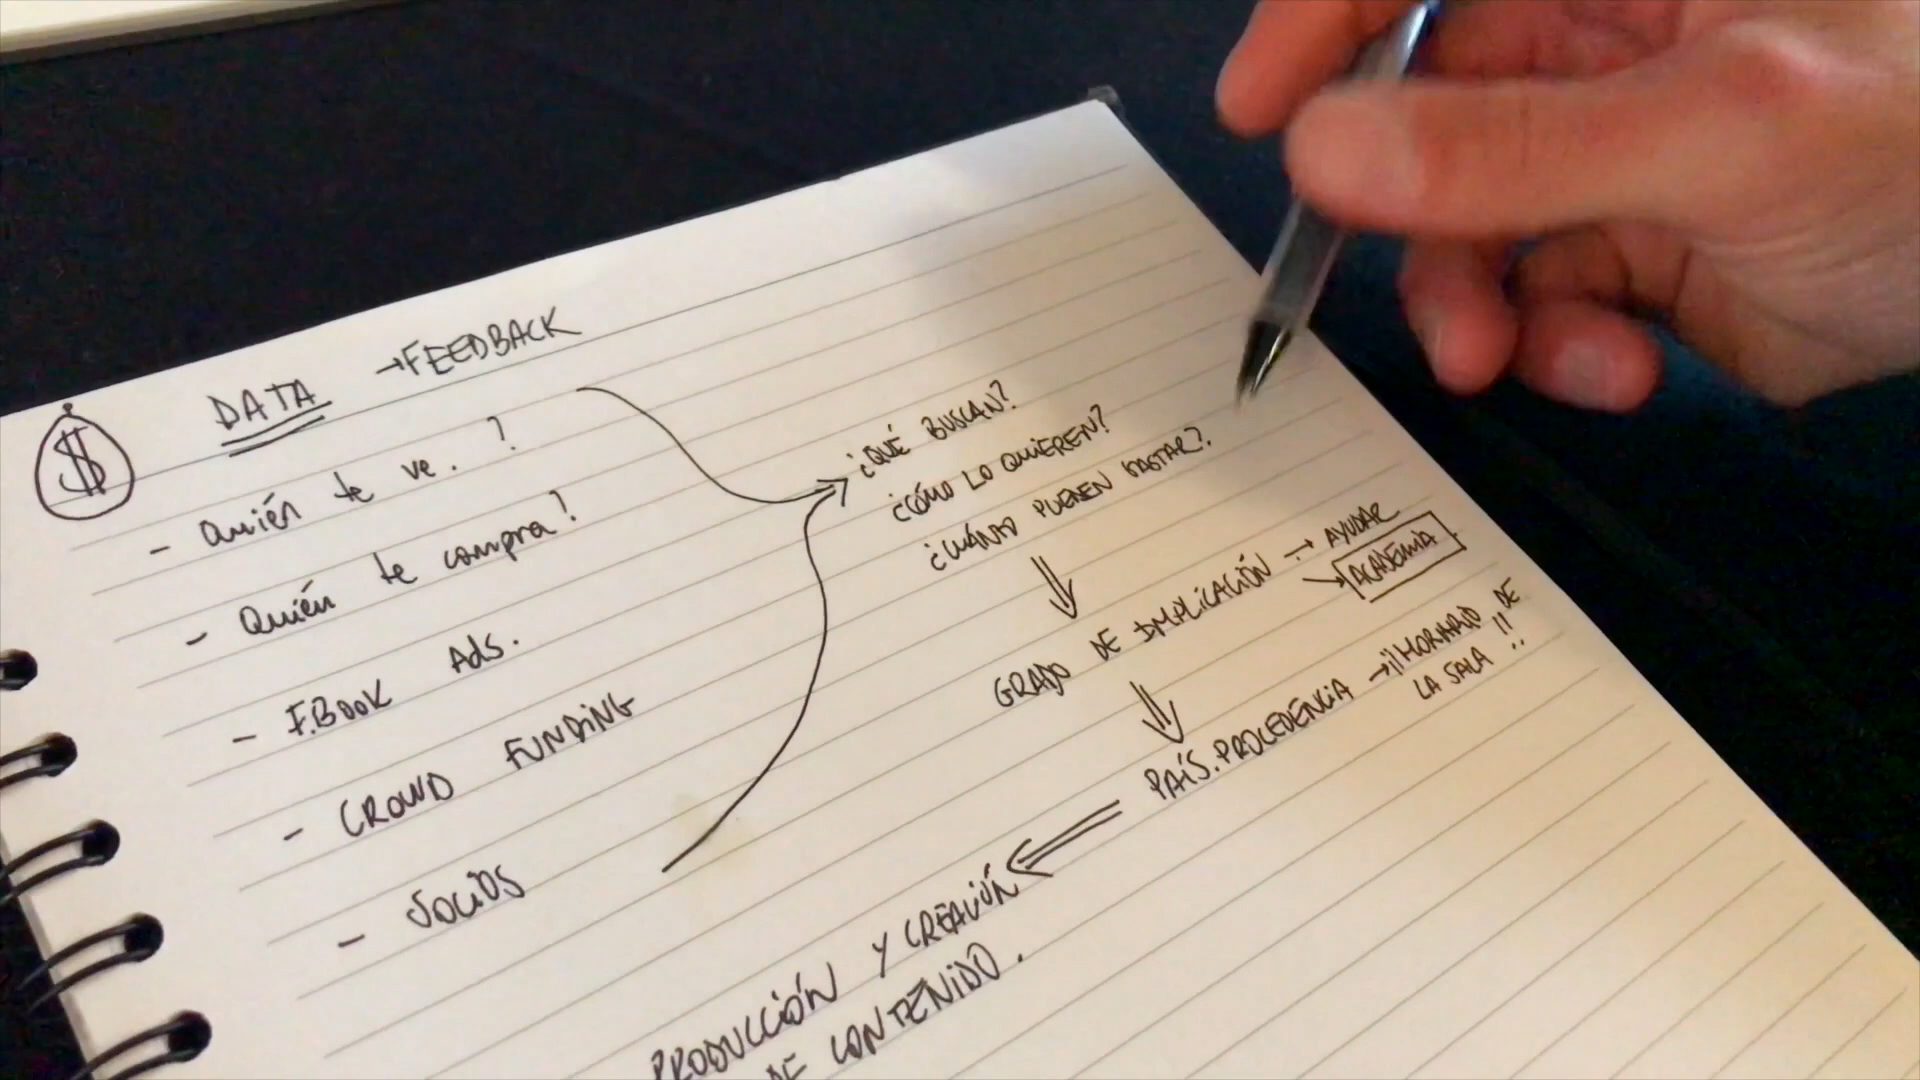 $
DATA → FEEDBACK
- Quién te ve. ?
- Quién te compra?
- F.BOOK Ads.
- CROWD FUNDING
- SOCIOS
¿QUÉ BUSCAN?
¿CÓMO LO QUIEREN?
¿CUÁNTO PUEDEN GASTAR?.
GRADO DE IMPLICACIÓN → AYUDAR
→ ACADEMIA
PAÍS. PROCEDENCIA → ¡¡HORARIO DE
LA SALA!!
PRODUCCIÓN Y CREACIÓN
DE CONTENIDO.